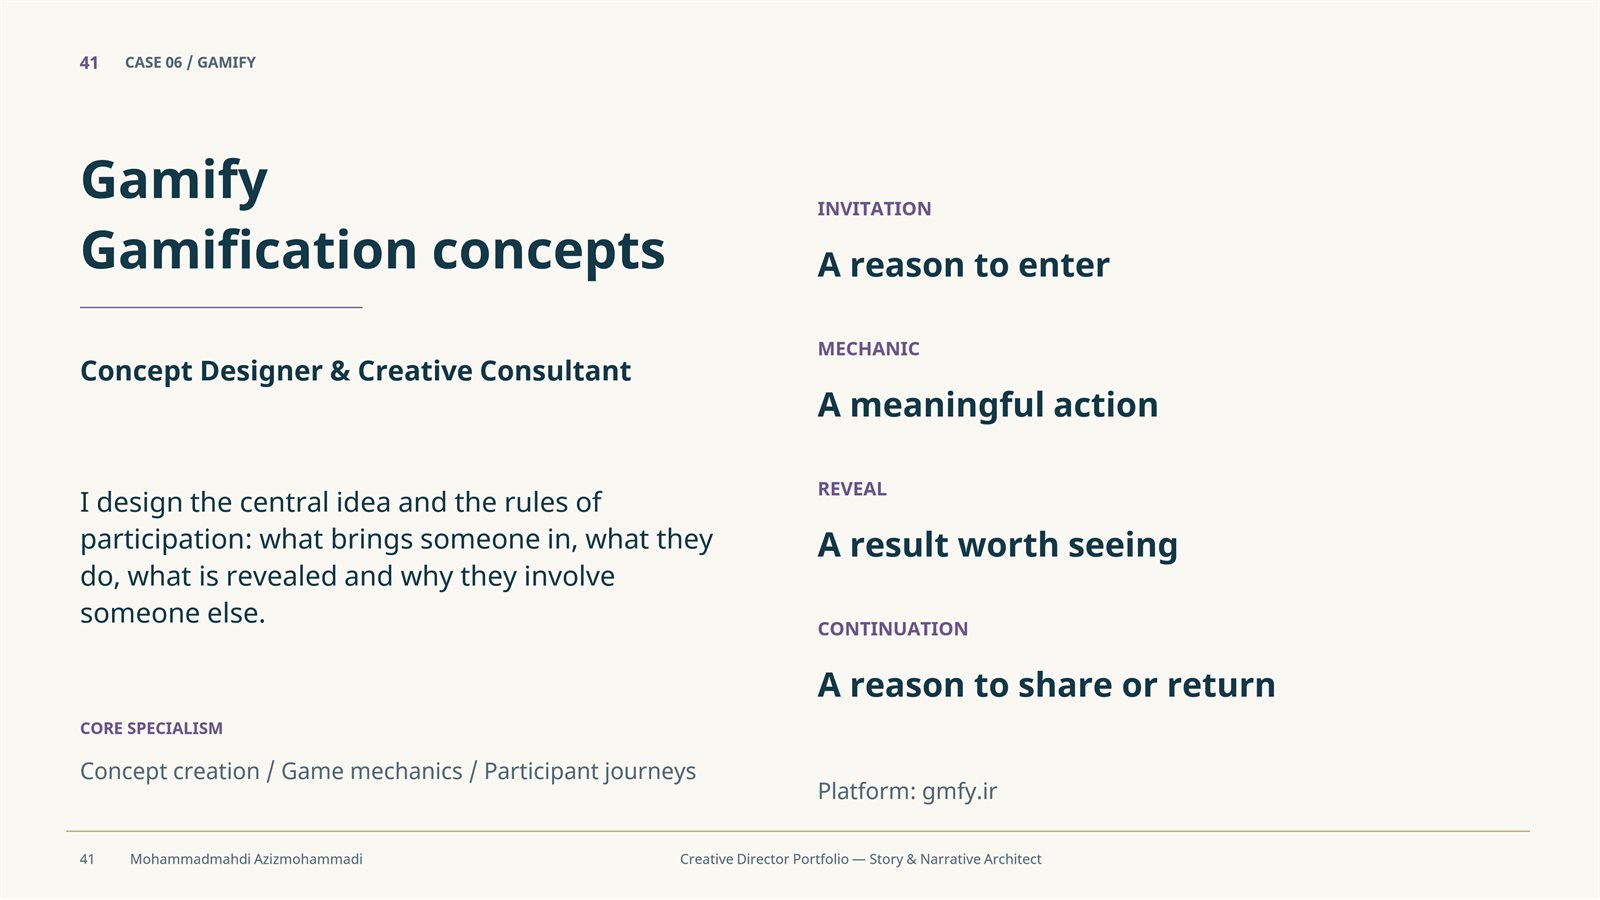 41 CASE 06 / GAMIFY
Gamify
Gamification concepts
Concept Designer & Creative Consultant
I design the central idea and the rules of
participation: what brings someone in, what they
do, what is revealed and why they involve
someone else.
CORE SPECIALISM
Concept creation / Game mechanics / Participant journeys
INVITATION
A reason to enter
MECHANIC
A meaningful action
REVEAL
A result worth seeing
CONTINUATION
A reason to share or return
Platform: gmfy.ir
41 Mohammadmahdi Azizmohammadi Creative Director Portfolio — Story & Narrative Architect